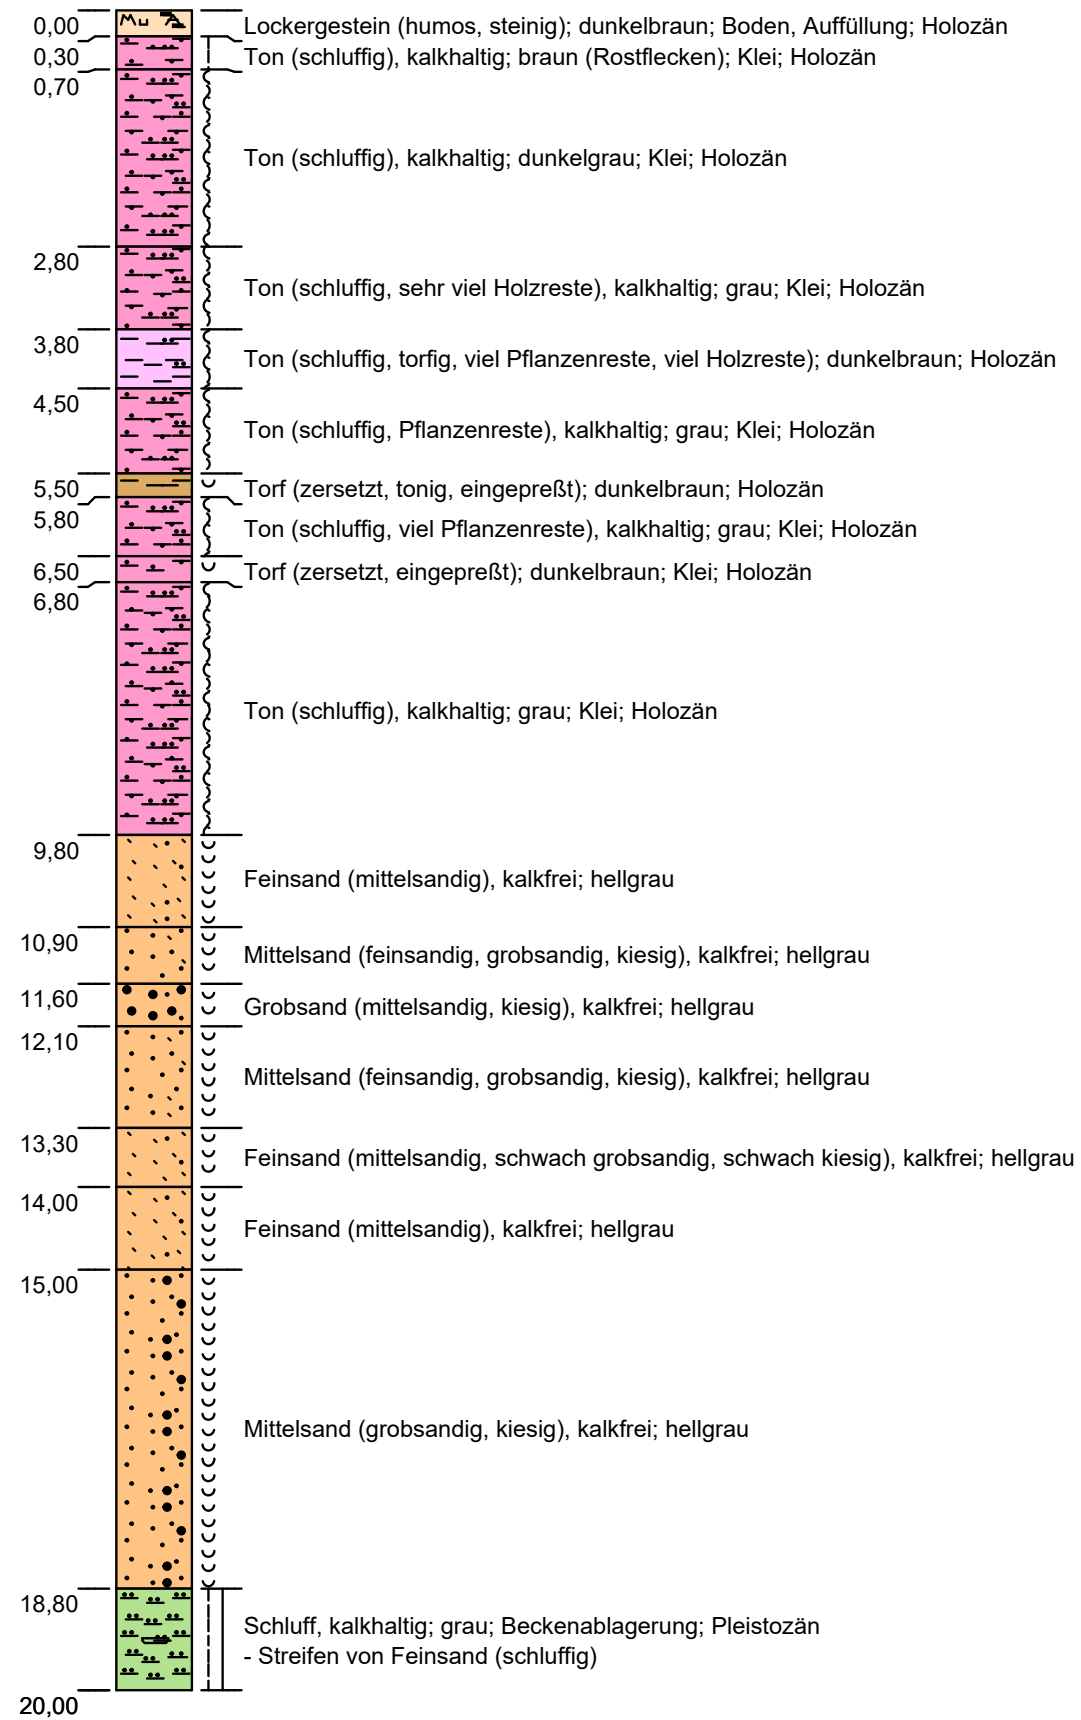 0,00 Lockergestein (humos, steinig); dunkelbraun; Boden, Auffüllung; Holozän
Mu A
0,30 Ton (schluffig), kalkhaltig; braun (Rostflecken); Klei; Holozän
0,70
Ton (schluffig), kalkhaltig; dunkelgrau; Klei; Holozän
2,80
Ton (schluffig, sehr viel Holzreste), kalkhaltig; grau; Klei; Holozän
3,80
Ton (schluffig, torfig, viel Pflanzenreste, viel Holzreste); dunkelbraun; Holozän
4,50
Ton (schluffig, Pflanzenreste), kalkhaltig; grau; Klei; Holozän
5,50 Torf (zersetzt, tonig, eingepreßt); dunkelbraun; Holozän
5,80
Ton (schluffig, viel Pflanzenreste), kalkhaltig; grau; Klei; Holozän
6,50 Torf (zersetzt, eingepreßt); dunkelbraun; Klei; Holozän
6,80
Ton (schluffig), kalkhaltig; grau; Klei; Holozän
9,80
Feinsand (mittelsandig), kalkfrei; hellgrau
10,90
Mittelsand (feinsandig, grobsandig, kiesig), kalkfrei; hellgrau
11,60
Grobsand (mittelsandig, kiesig), kalkfrei; hellgrau
12,10
Mittelsand (feinsandig, grobsandig, kiesig), kalkfrei; hellgrau
13,30
Feinsand (mittelsandig, schwach grobsandig, schwach kiesig), kalkfrei; hellgrau
14,00
Feinsand (mittelsandig), kalkfrei; hellgrau
15,00
Mittelsand (grobsandig, kiesig), kalkfrei; hellgrau
18,80
Schluff, kalkhaltig; grau; Beckenablagerung; Pleistozän
- Streifen von Feinsand (schluffig)
20,00